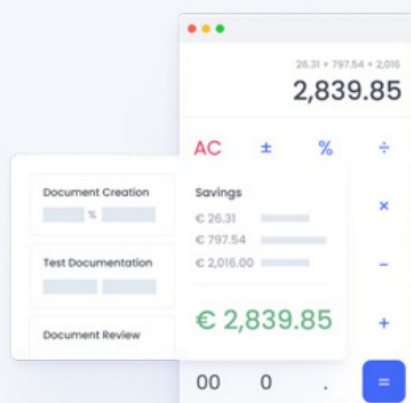 26.31 + 797.54 + 2,016
2,839.85
AC ± % ÷
Document Creation
%
Test Documentation
Document Review
Savings
€ 26.31
€ 797.54
€ 2,016.00
€ 2,839.85
×
−
+
00 0 . =